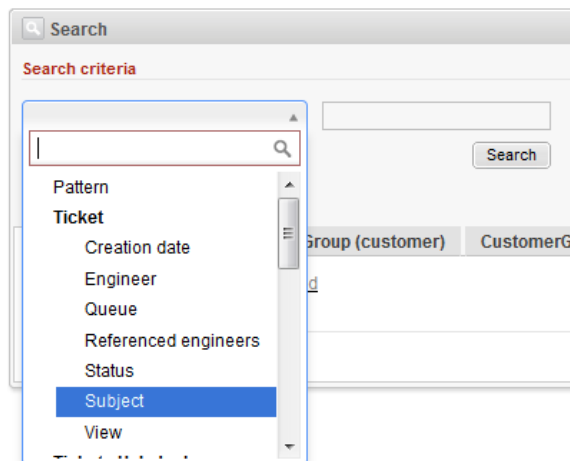 Search
Search criteria
Search
Pattern
Ticket
Creation date
Group (customer) CustomerG
Engineer
d
Queue
Referenced engineers
Status
Subject
View